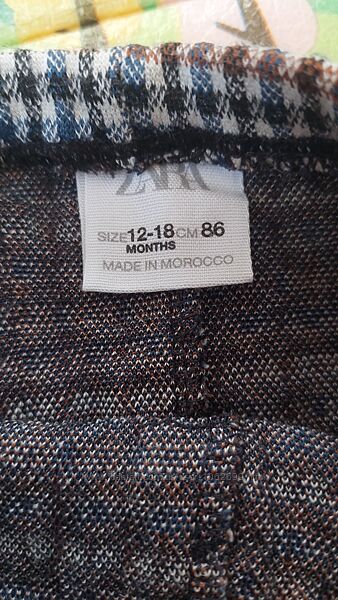 ZARA
SIZE 12-18 CM 86
MONTHS
MADE IN MOROCCO